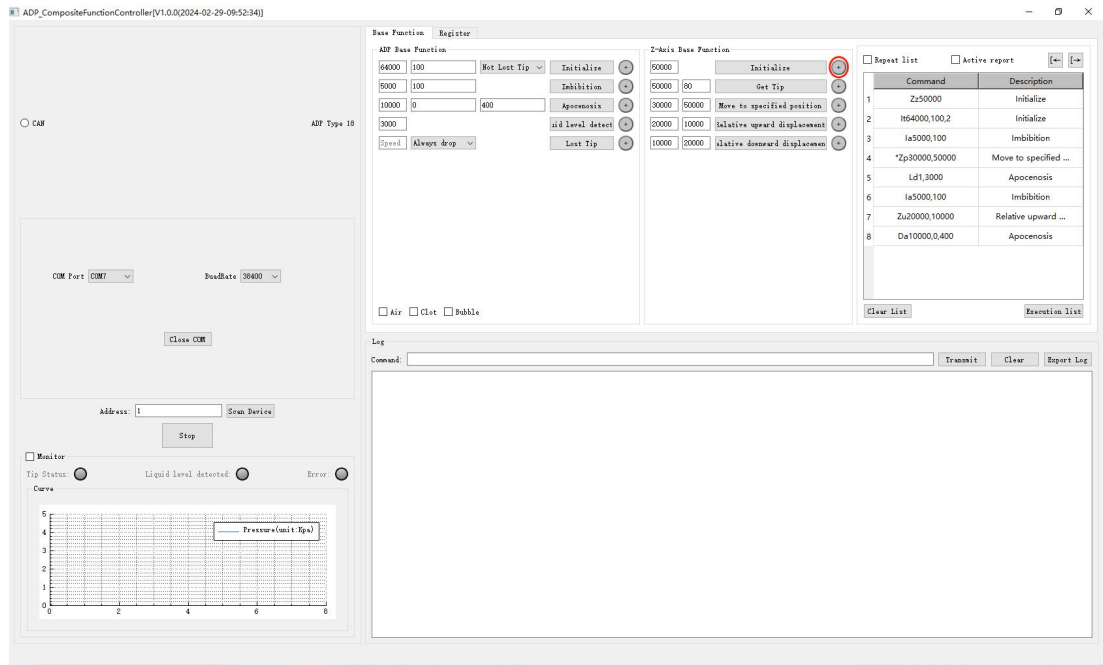 ADP_CompositeFunctionController[V1.0.0(2024-02-29-09:52:34)]
CAN
ADP Type 18
COM Port COM7 BuadRate 38400
Close COM
Address: 1 Scan Device
Stop
Monitor
Tip Status: Liquid level detected: Error:
Curve
5
4
3
2
1
0
Pressure(unit:Kpa)
0 2 4 6 8
Base Function Register
ADP Base Function
64000 100 Not Lost Tip Initialize +
5000 100 Imbibition +
10000 0 400 Apocenosis +
3000 uid level detect +
Speed Always drop Lost Tip +
Air Clot Bubble
Z-Axis Base Function
50000 Initialize +
50000 80 Get Tip +
30000 50000 Move to specified position +
20000 10000 Relative upward displacement +
10000 20000 elative downward displacemen +
Repeat list Active report [← [→
Command Description
1 Zz50000 Initialize
2 It64000,100,2 Initialize
3 Ia5000,100 Imbibition
4 *Zp30000,50000 Move to specified ...
5 Ld1,3000 Apocenosis
6 Ia5000,100 Imbibition
7 Zu20000,10000 Relative upward ...
8 Da10000,0,400 Apocenosis
Clear List Execution list
Log
Command: Transmit Clear Export Log